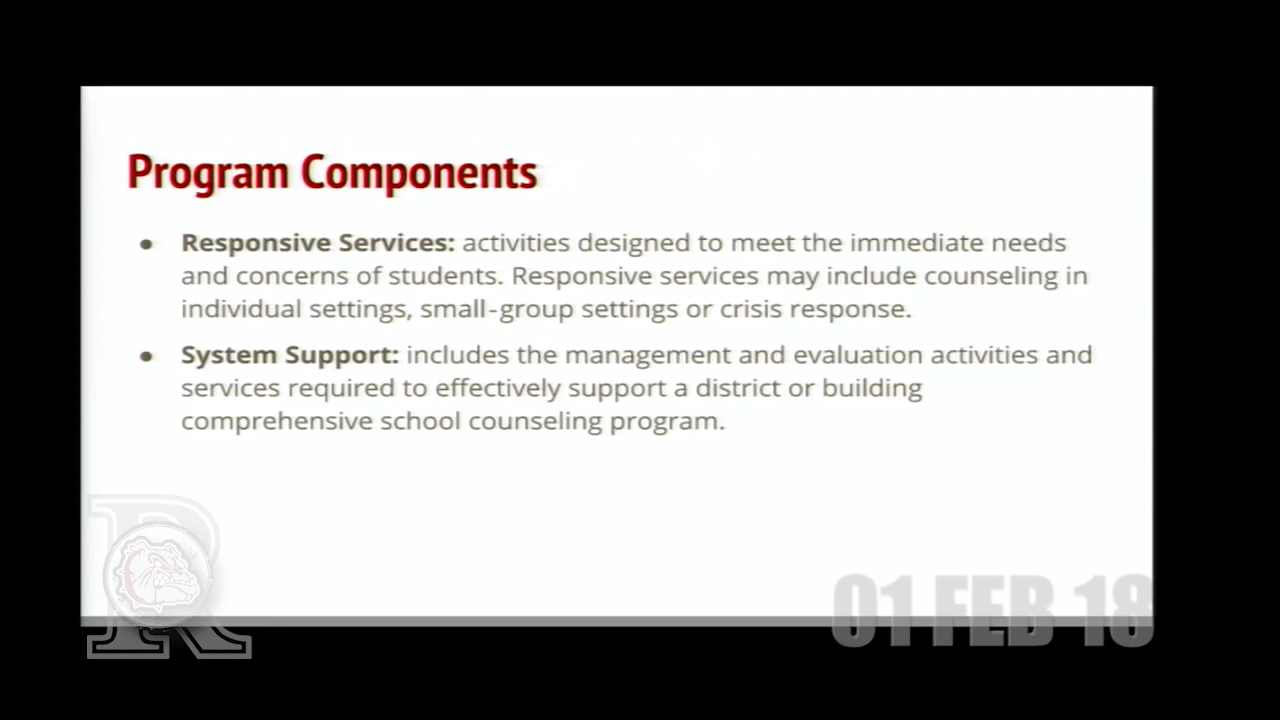 Program Components
● Responsive Services: activities designed to meet the immediate needs
and concerns of students. Responsive services may include counseling in
individual settings, small-group settings or crisis response.
● System Support: includes the management and evaluation activities and
services required to effectively support a district or building
comprehensive school counseling program.
R
01 FEB 18